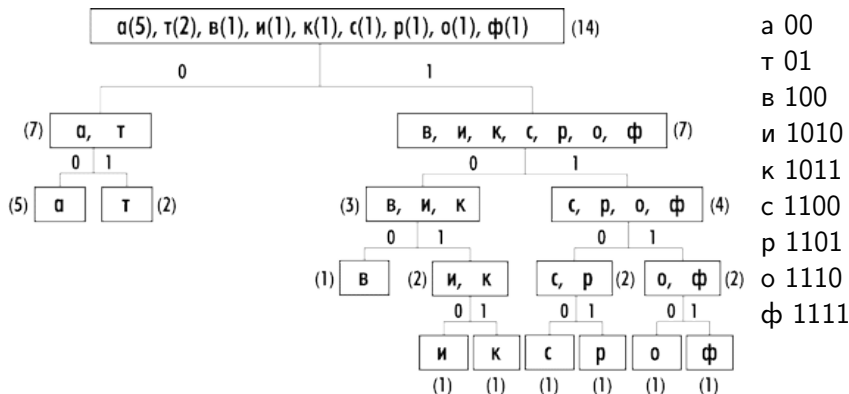 а(5), т(2), в(1), и(1), к(1), с(1), р(1), о(1), ф(1) (14)
0 1
(7) а, т
в, и, к, с, р, о, ф (7)
0 1
0 1
(5) а
т (2)
(3) в, и, к
с, р, о, ф (4)
0 1
0 1
(1) в
(2) и, к
с, р (2)
о, ф (2)
0 1
0 1
0 1
и к с р о ф
(1) (1) (1) (1) (1) (1)
а 00
т 01
в 100
и 1010
к 1011
с 1100
р 1101
о 1110
ф 1111